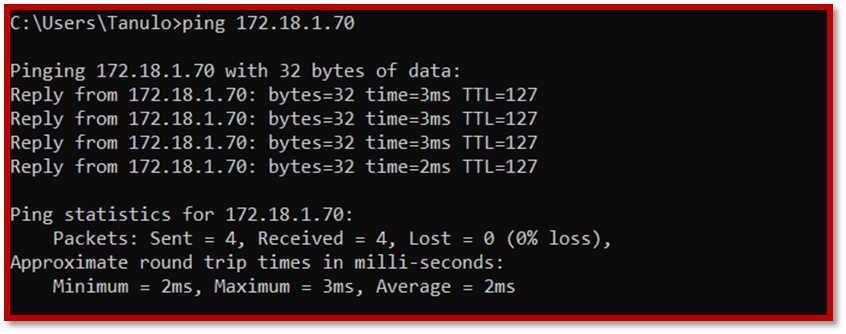 C:\Users\Tanulo>ping 172.18.1.70
Pinging 172.18.1.70 with 32 bytes of data:
Reply from 172.18.1.70: bytes=32 time=3ms TTL=127
Reply from 172.18.1.70: bytes=32 time=3ms TTL=127
Reply from 172.18.1.70: bytes=32 time=3ms TTL=127
Reply from 172.18.1.70: bytes=32 time=2ms TTL=127
Ping statistics for 172.18.1.70:
    Packets: Sent = 4, Received = 4, Lost = 0 (0% loss),
Approximate round trip times in milli-seconds:
    Minimum = 2ms, Maximum = 3ms, Average = 2ms